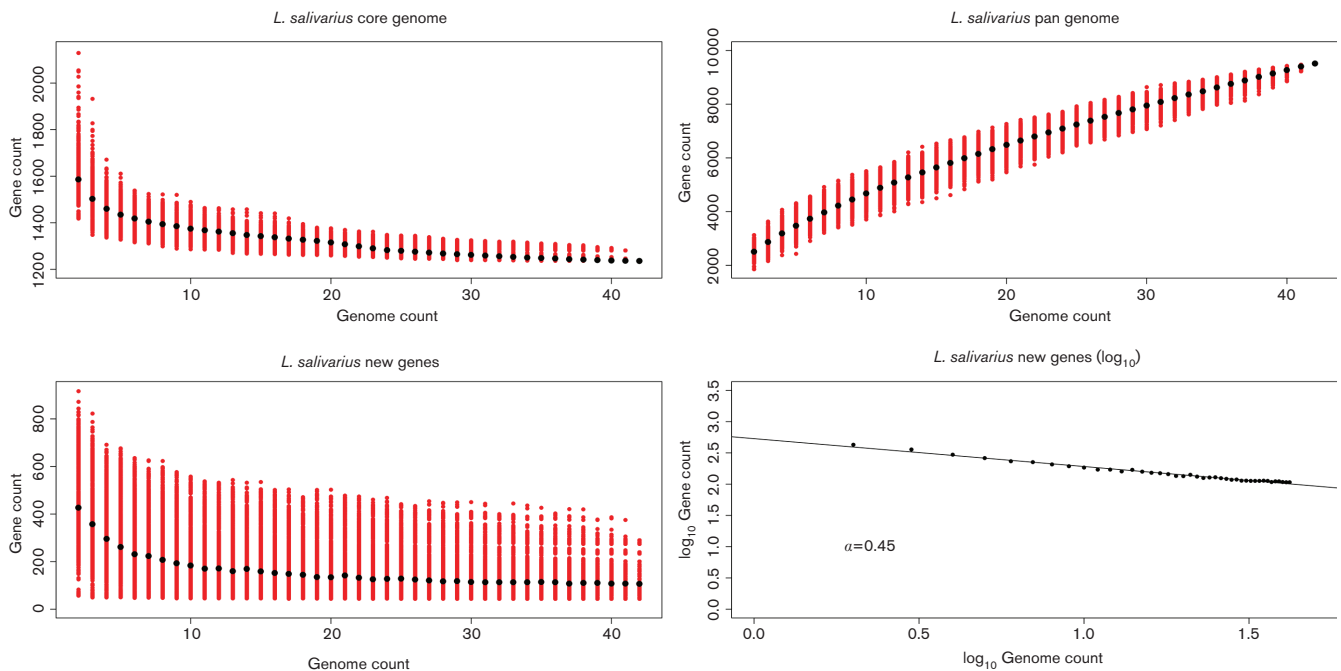 L. salivarius core genome
Gene count
1200 1400 1600 1800 2000
10 20 30 40
Genome count
L. salivarius pan genome
Gene count
2000 4000 6000 8000 10 000
10 20 30 40
Genome count
L. salivarius new genes
Gene count
0 200 400 600 800
10 20 30 40
Genome count
L. salivarius new genes (log10)
log10 Gene count
0.0 0.5 1.0 1.5 2.0 2.5 3.0 3.5
α=0.45
0.0 0.5 1.0 1.5
log10 Genome count